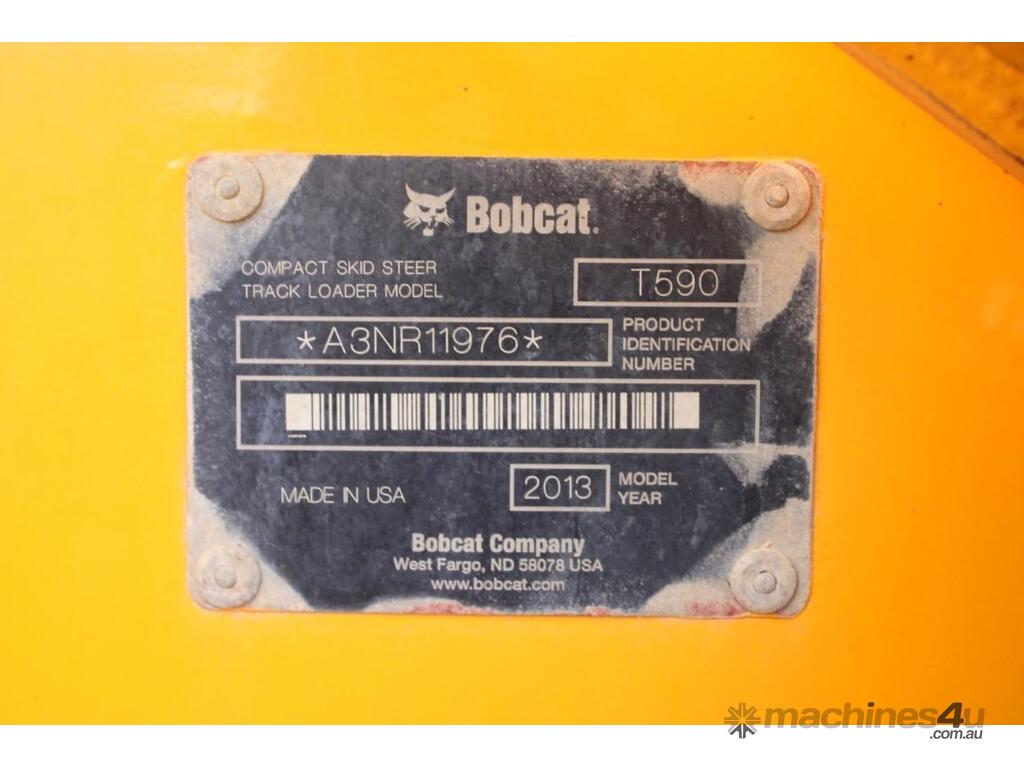 Bobcat.
COMPACT SKID STEER
TRACK LOADER MODEL
T590
*A3NR11976*
PRODUCT
IDENTIFICATION
NUMBER
MADE IN USA
2013
MODEL
YEAR
Bobcat Company
West Fargo, ND 58078 USA
www.bobcat.com
machines4u
.com.au